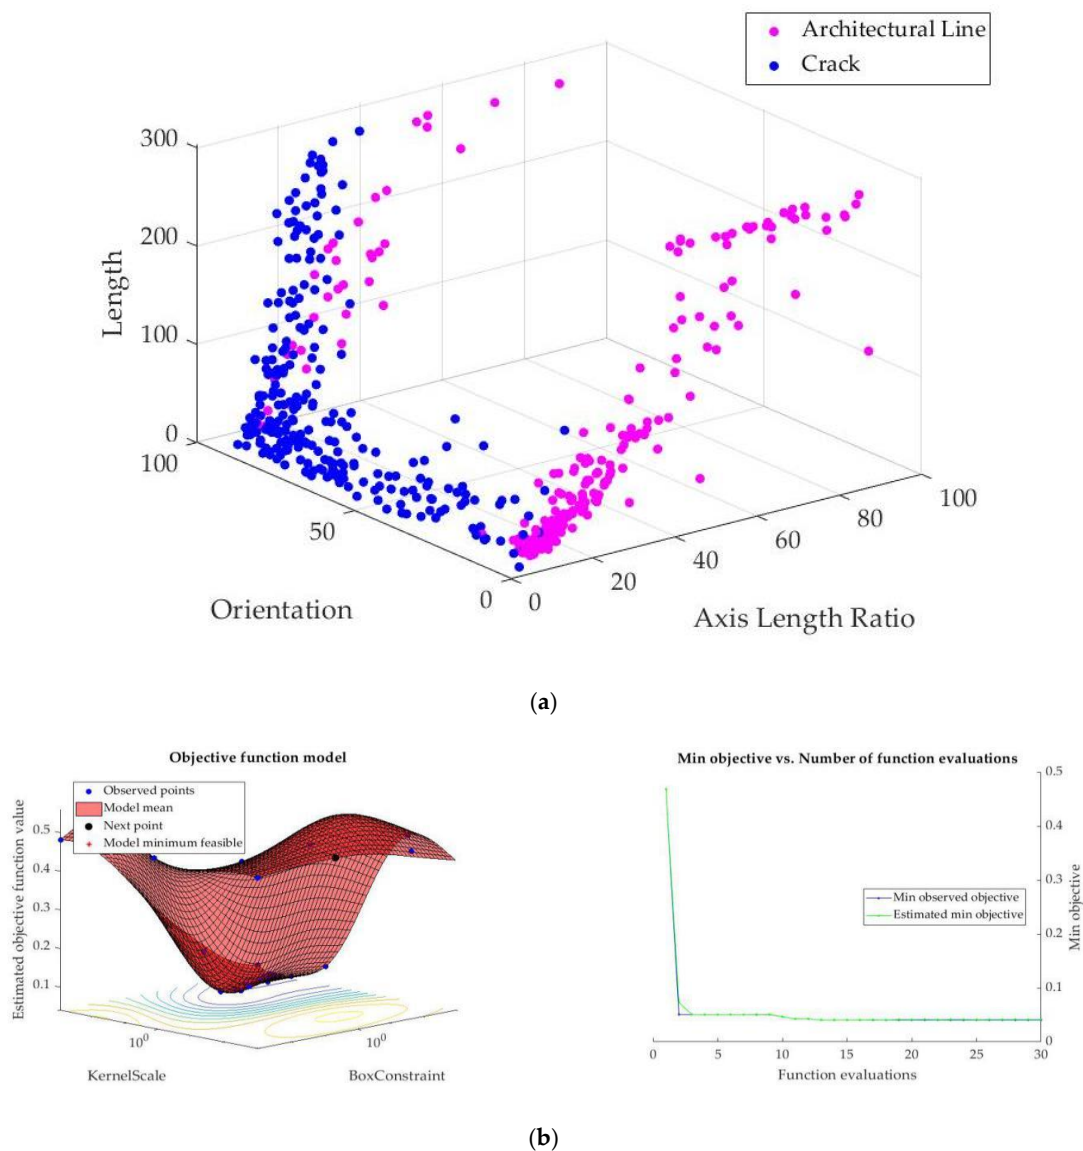 Architectural Line
Crack
300
200
100
0
Length
100
50
0
Orientation
0
20
40
60
80
100
Axis Length Ratio
(a)
Objective function model
Observed points
Model mean
Next point
Model minimum feasible
Estimated objective function value
0.5
0.4
0.3
0.2
0.1
10⁰
10⁰
KernelScale
BoxConstraint
Min objective vs. Number of function evaluations
0.5
0.4
0.3
0.2
0.1
0
Min objective
Min observed objective
Estimated min objective
0 5 10 15 20 25 30
Function evaluations
(b)